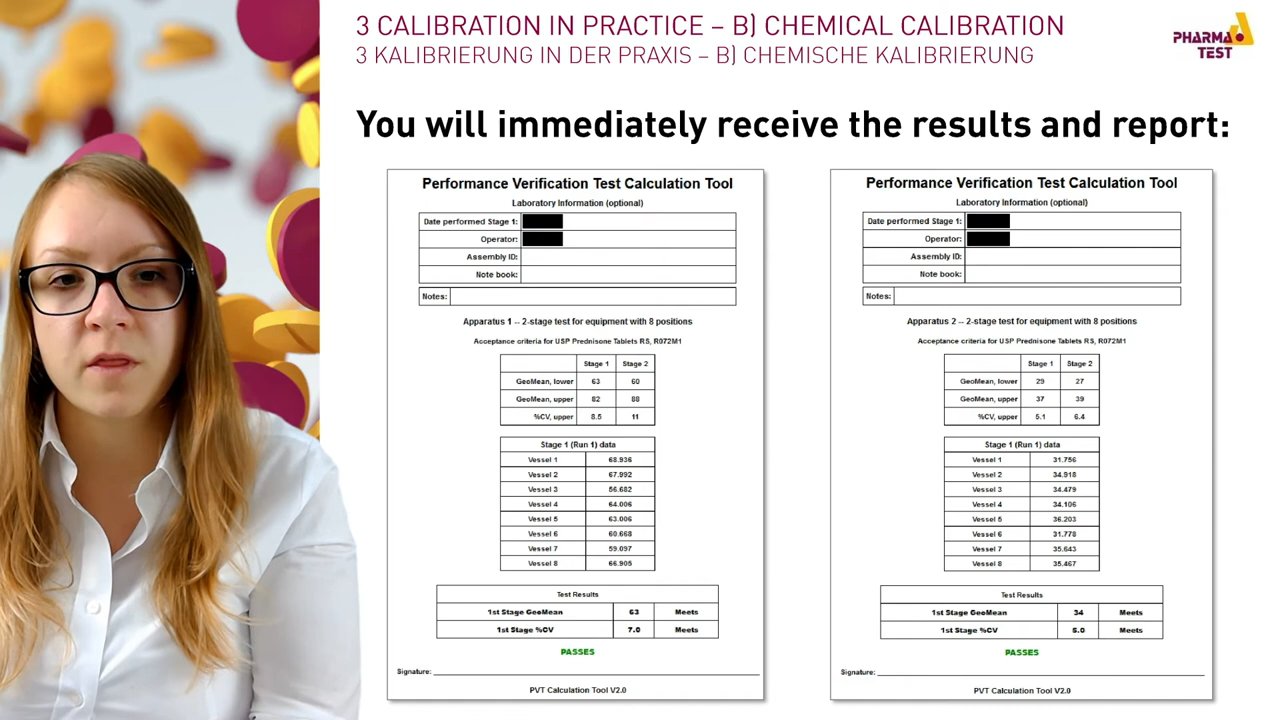 3 CALIBRATION IN PRACTICE – B) CHEMICAL CALIBRATION
3 KALIBRIERUNG IN DER PRAXIS – B) CHEMISCHE KALIBRIERUNG
PHARMA
TEST
You will immediately receive the results and report:
Performance Verification Test Calculation Tool
Laboratory Information (optional)
Date performed Stage 1:
Operator:
Assembly ID:
Note book:
Notes:
Apparatus 1 -- 2-stage test for equipment with 8 positions
Acceptance criteria for USP Prednisone Tablets RS, R072M1
Stage 1 Stage 2
GeoMean, lower 63 60
GeoMean, upper 82 88
%CV, upper 8.5 11
Stage 1 (Run 1) data
Vessel 1 68.936
Vessel 2 67.992
Vessel 3 56.682
Vessel 4 64.006
Vessel 5 63.006
Vessel 6 60.668
Vessel 7 59.097
Vessel 8 66.905
Test Results
1st Stage GeoMean 63 Meets
1st Stage %CV 7.0 Meets
PASSES
Signature:
PVT Calculation Tool V2.0
Performance Verification Test Calculation Tool
Laboratory Information (optional)
Date performed Stage 1:
Operator:
Assembly ID:
Note book:
Notes:
Apparatus 2 -- 2-stage test for equipment with 8 positions
Acceptance criteria for USP Prednisone Tablets RS, R072M1
Stage 1 Stage 2
GeoMean, lower 29 27
GeoMean, upper 37 39
%CV, upper 5.1 6.4
Stage 1 (Run 1) data
Vessel 1 31.756
Vessel 2 34.918
Vessel 3 34.479
Vessel 4 34.106
Vessel 5 36.203
Vessel 6 31.778
Vessel 7 35.643
Vessel 8 35.467
Test Results
1st Stage GeoMean 34 Meets
1st Stage %CV 5.0 Meets
PASSES
Signature:
PVT Calculation Tool V2.0